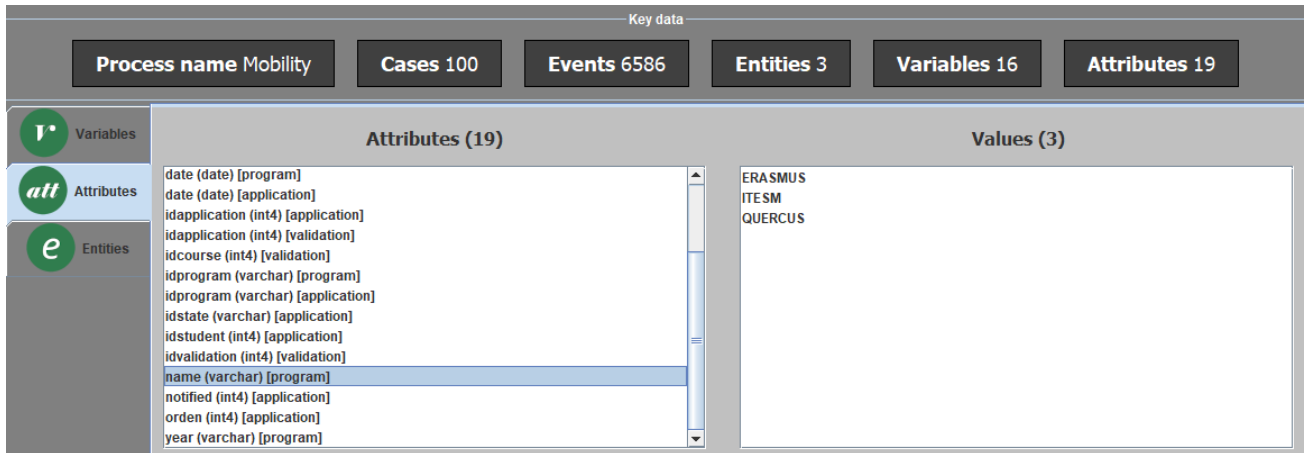 Key data
Process name Mobility Cases 100 Events 6586 Entities 3 Variables 16 Attributes 19
v Variables
att Attributes
e Entities
Attributes (19)
date (date) [program]
date (date) [application]
idapplication (int4) [application]
idapplication (int4) [validation]
idcourse (int4) [validation]
idprogram (varchar) [program]
idprogram (varchar) [application]
idstate (varchar) [application]
idstudent (int4) [application]
idvalidation (int4) [validation]
name (varchar) [program]
notified (int4) [application]
orden (int4) [application]
year (varchar) [program]
Values (3)
ERASMUS
ITESM
QUERCUS